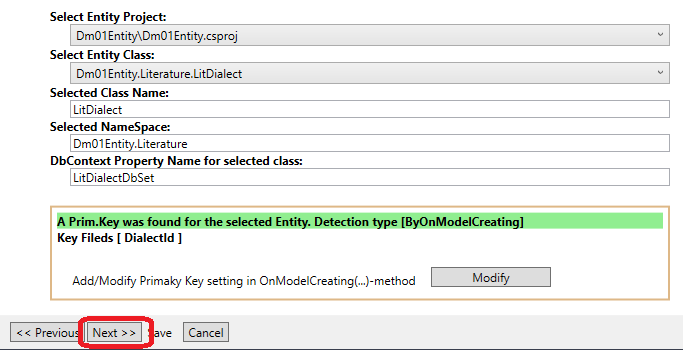 Select Entity Project:
Dm01Entity\Dm01Entity.csproj
Select Entity Class:
Dm01Entity.Literature.LitDialect
Selected Class Name:
LitDialect
Selected NameSpace:
Dm01Entity.Literature
DbContext Property Name for selected class:
LitDialectDbSet
A Prim.Key was found for the selected Entity. Detection type [ByOnModelCreating]
Key Fileds [ DialectId ]
Add/Modify Primaky Key setting in OnModelCreating(...)-method Modify
<< Previous Next >> Save Cancel